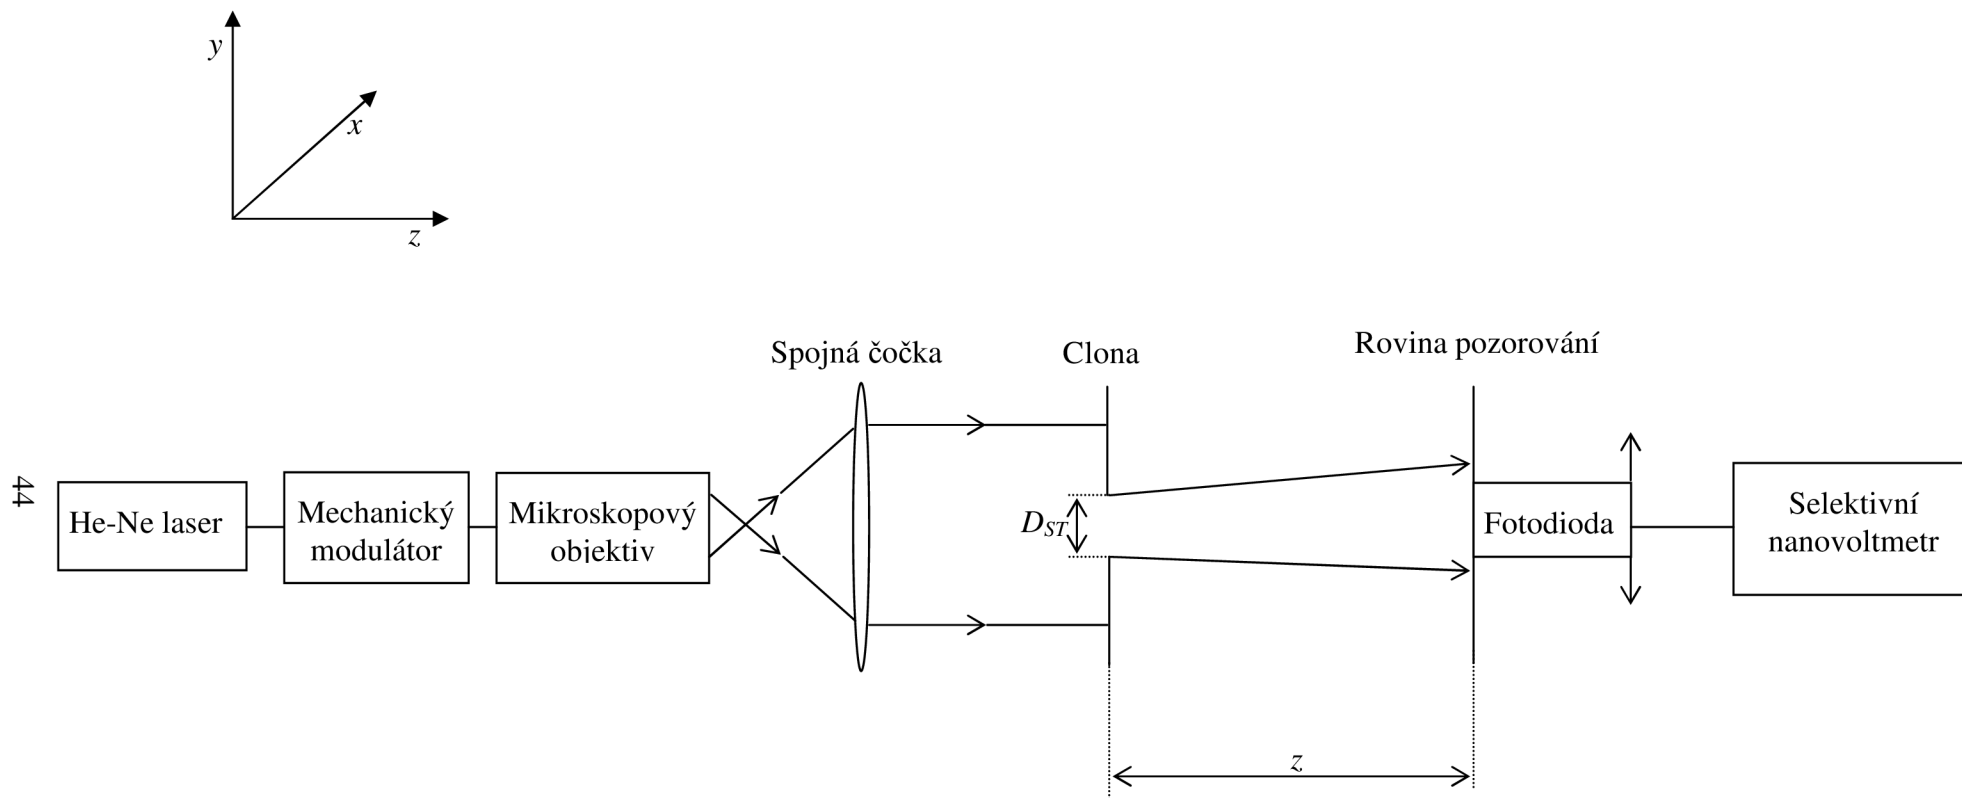 y
x
z
Spojná čočka
Clona
Rovina pozorování
44
He-Ne laser
Mechanický
modulátor
Mikroskopový
objektiv
D_ST
Fotodioda
Selektivní
nanovoltmetr
z